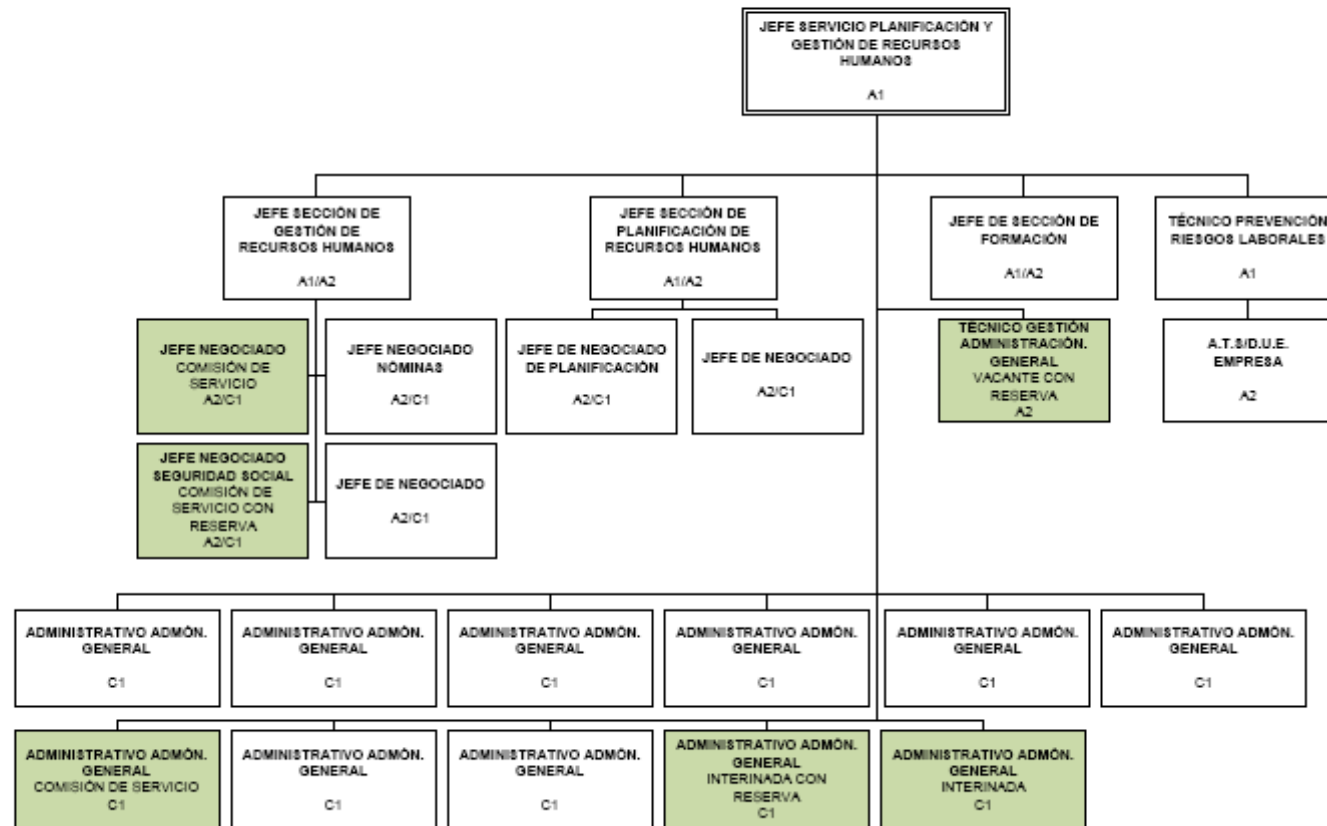 JEFE SERVICIO PLANIFICACIÓN Y
GESTIÓN DE RECURSOS
HUMANOS
A1
JEFE SECCIÓN DE
GESTIÓN DE
RECURSOS HUMANOS
A1/A2
JEFE SECCIÓN DE
PLANIFICACIÓN DE
RECURSOS HUMANOS
A1/A2
JEFE DE SECCIÓN DE
FORMACIÓN
A1/A2
TÉCNICO PREVENCIÓN
RIESGOS LABORALES
A1
JEFE NEGOCIADO
COMISIÓN DE
SERVICIO
A2/C1
JEFE NEGOCIADO
NÓMINAS
A2/C1
JEFE DE NEGOCIADO
DE PLANIFICACIÓN
A2/C1
JEFE DE NEGOCIADO
A2/C1
TÉCNICO GESTIÓN
ADMINISTRACIÓN.
GENERAL
VACANTE CON
RESERVA
A2
A.T.S/D.U.E.
EMPRESA
A2
JEFE NEGOCIADO
SEGURIDAD SOCIAL
COMISIÓN DE
SERVICIO CON
RESERVA
A2/C1
JEFE DE NEGOCIADO
A2/C1
ADMINISTRATIVO ADMÓN.
GENERAL
C1
ADMINISTRATIVO ADMÓN.
GENERAL
C1
ADMINISTRATIVO ADMÓN.
GENERAL
C1
ADMINISTRATIVO ADMÓN.
GENERAL
C1
ADMINISTRATIVO ADMÓN.
GENERAL
C1
ADMINISTRATIVO ADMÓN.
GENERAL
C1
ADMINISTRATIVO ADMÓN.
GENERAL
COMISIÓN DE SERVICIO
C1
ADMINISTRATIVO ADMÓN.
GENERAL
C1
ADMINISTRATIVO ADMÓN.
GENERAL
C1
ADMINISTRATIVO ADMÓN.
GENERAL
INTERINADA CON
RESERVA
C1
ADMINISTRATIVO ADMÓN.
GENERAL
INTERINADA
C1